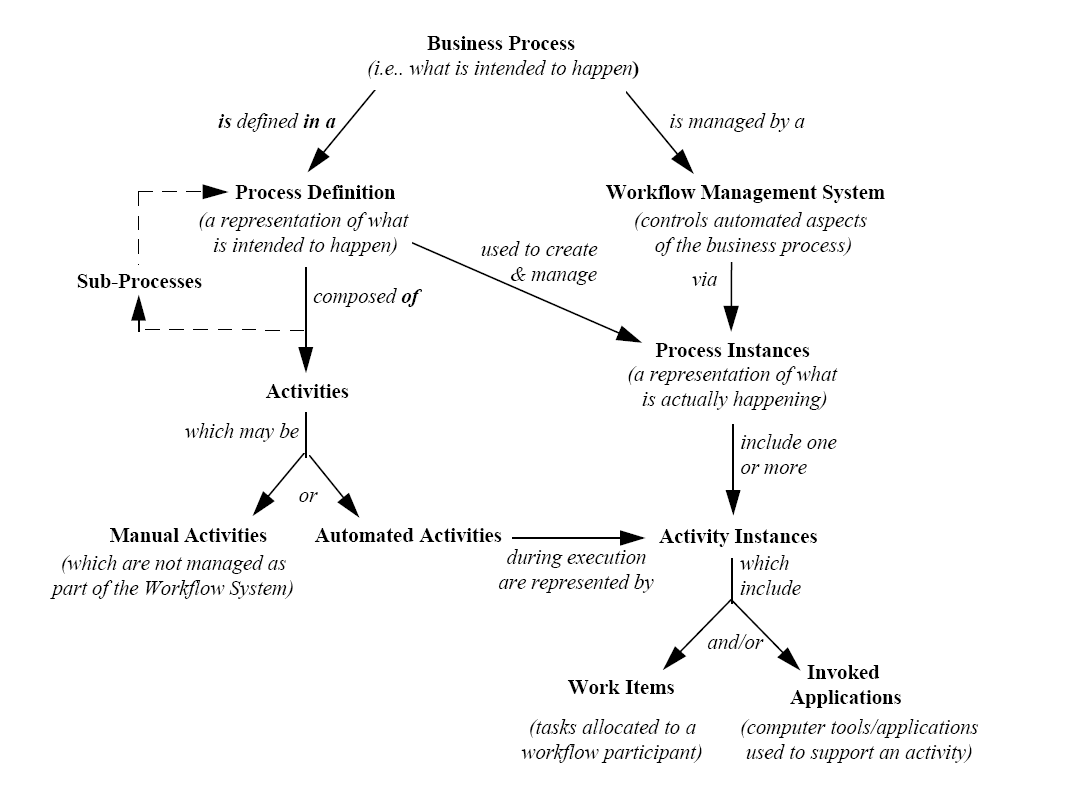 Business Process
(i.e.. what is intended to happen)
is defined in a
is managed by a
Process Definition
(a representation of what
is intended to happen)
Workflow Management System
(controls automated aspects
of the business process)
used to create
& manage
Sub-Processes
composed of
via
Process Instances
(a representation of what
is actually happening)
Activities
which may be
include one
or more
or
Manual Activities
(which are not managed as
part of the Workflow System)
Automated Activities
during execution
are represented by
Activity Instances
which
include
and/or
Work Items
(tasks allocated to a
workflow participant)
Invoked
Applications
(computer tools/applications
used to support an activity)